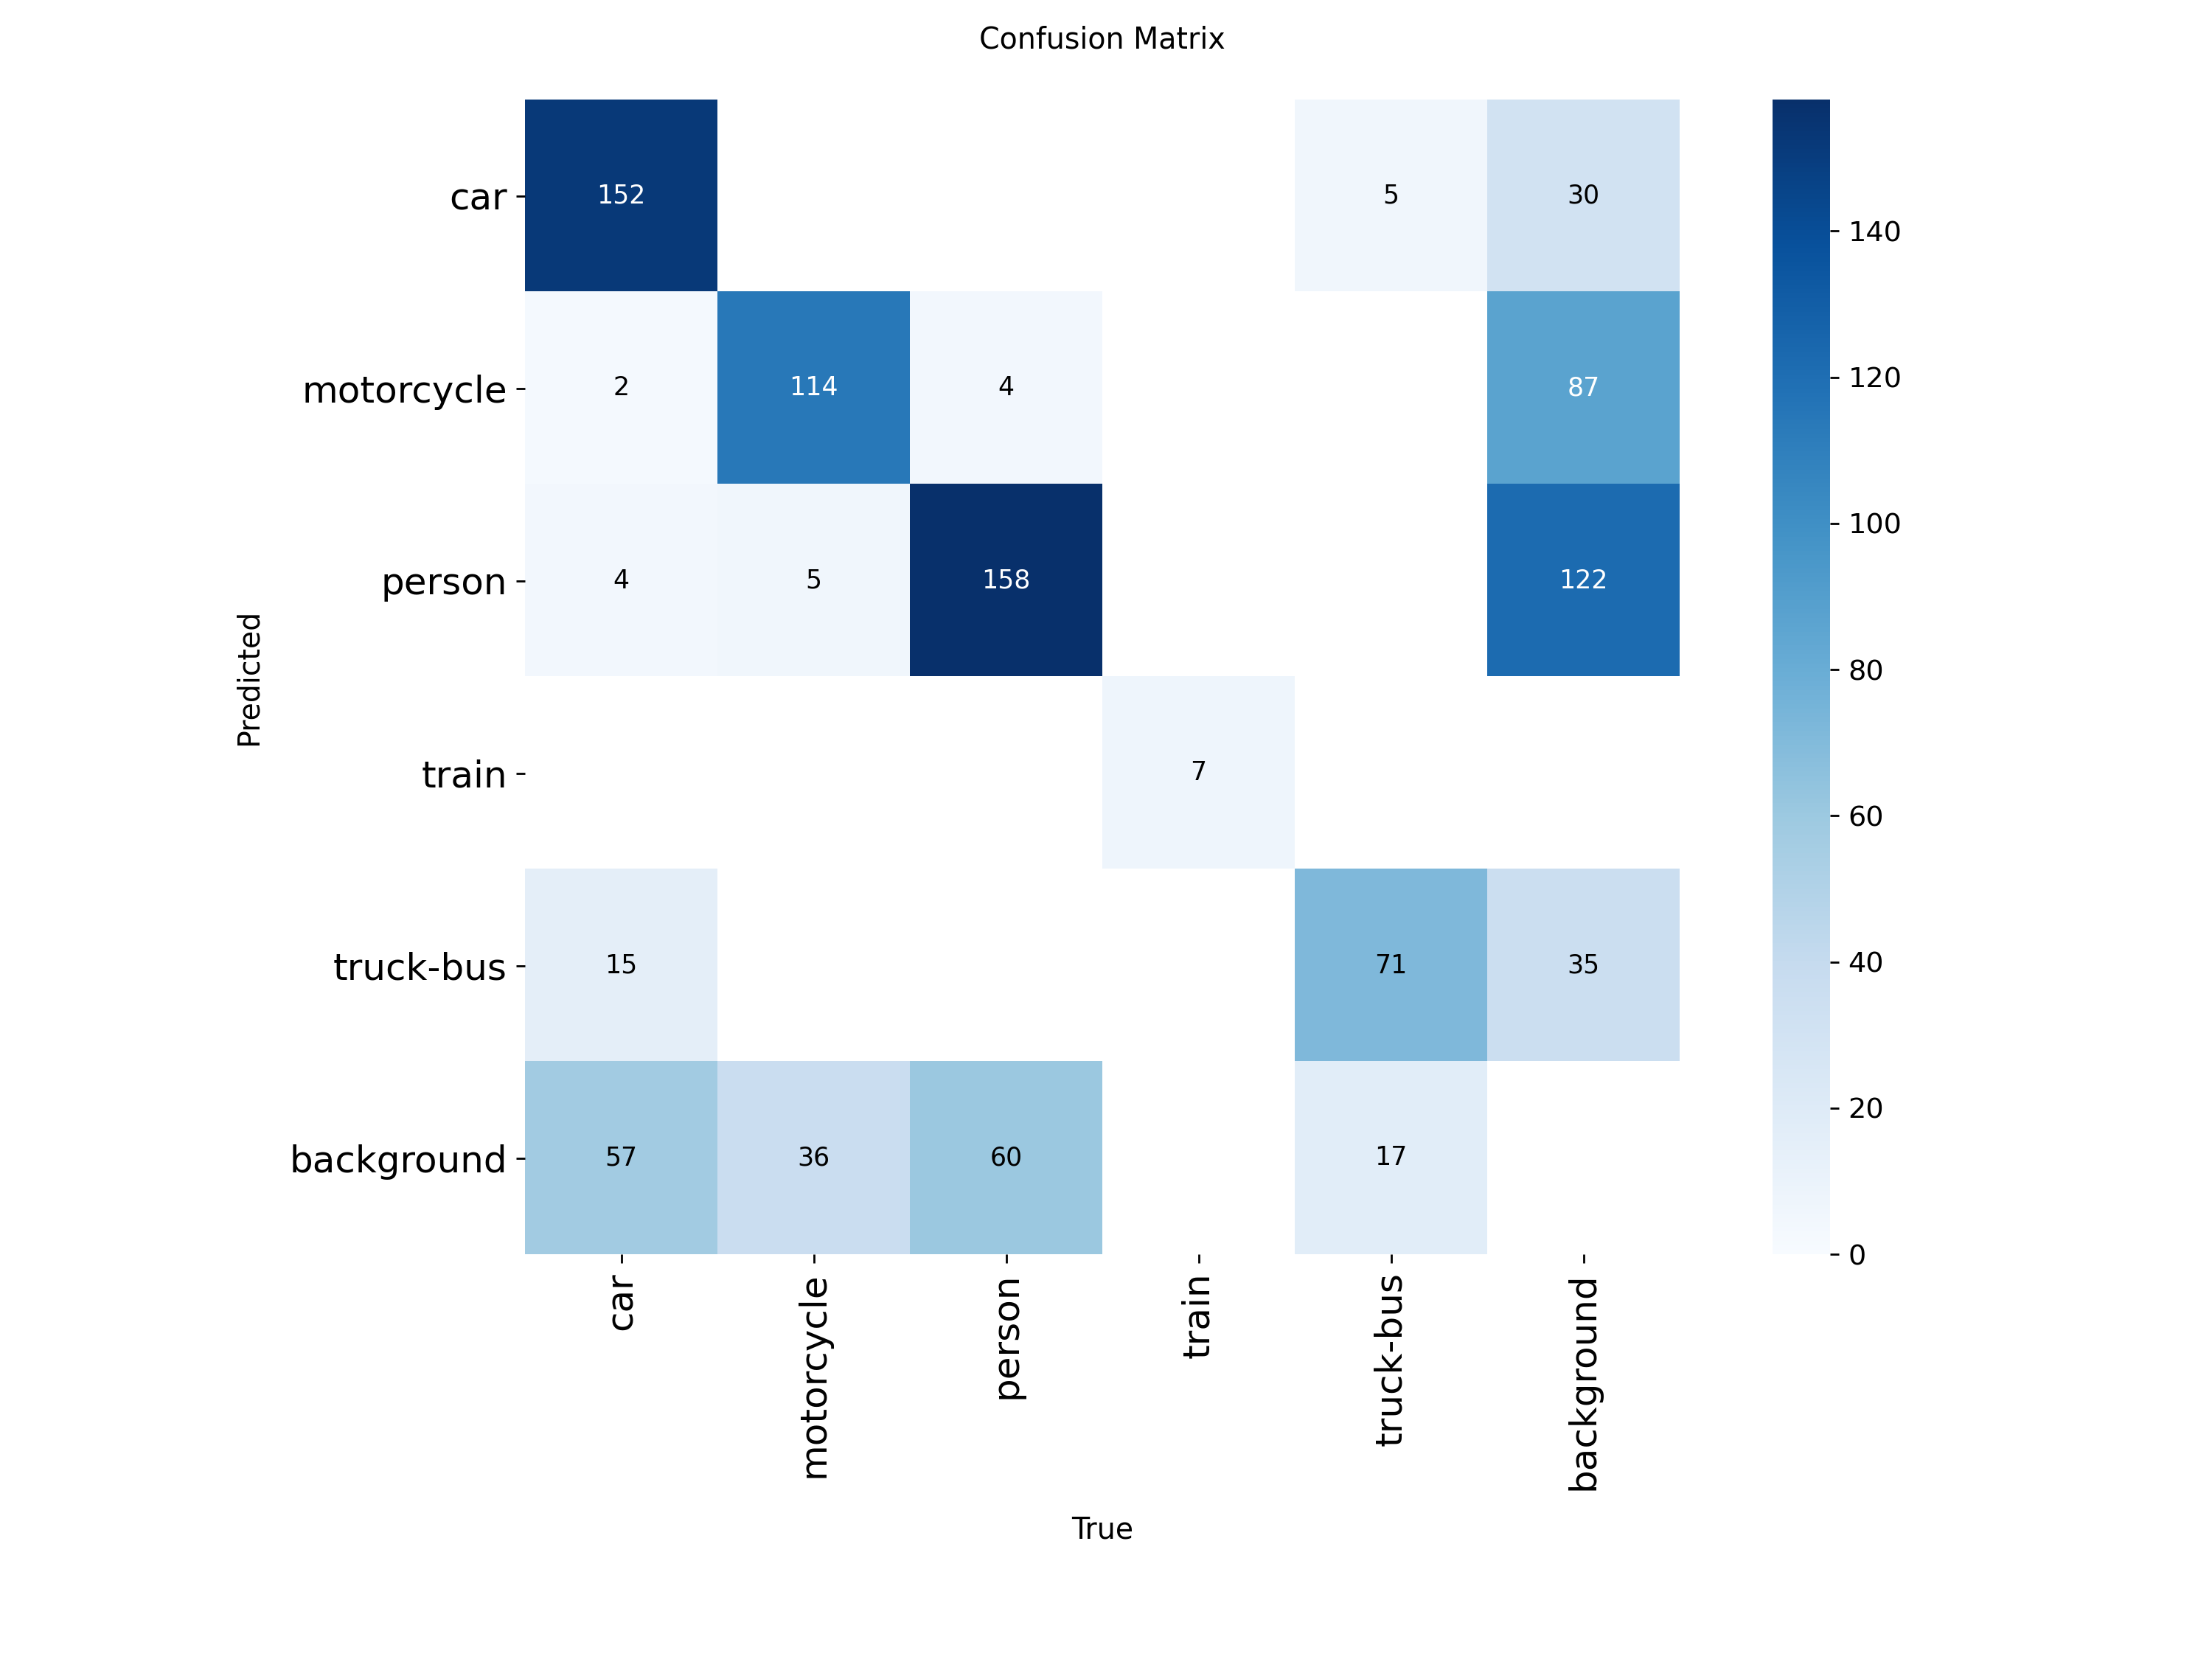 Confusion Matrix
car 152 5 30
motorcycle 2 114 4 87
person 4 5 158 122
train 7
truck-bus 15 71 35
background 57 36 60 17
car motorcycle person train truck-bus background
True
Predicted
140
120
100
80
60
40
20
0